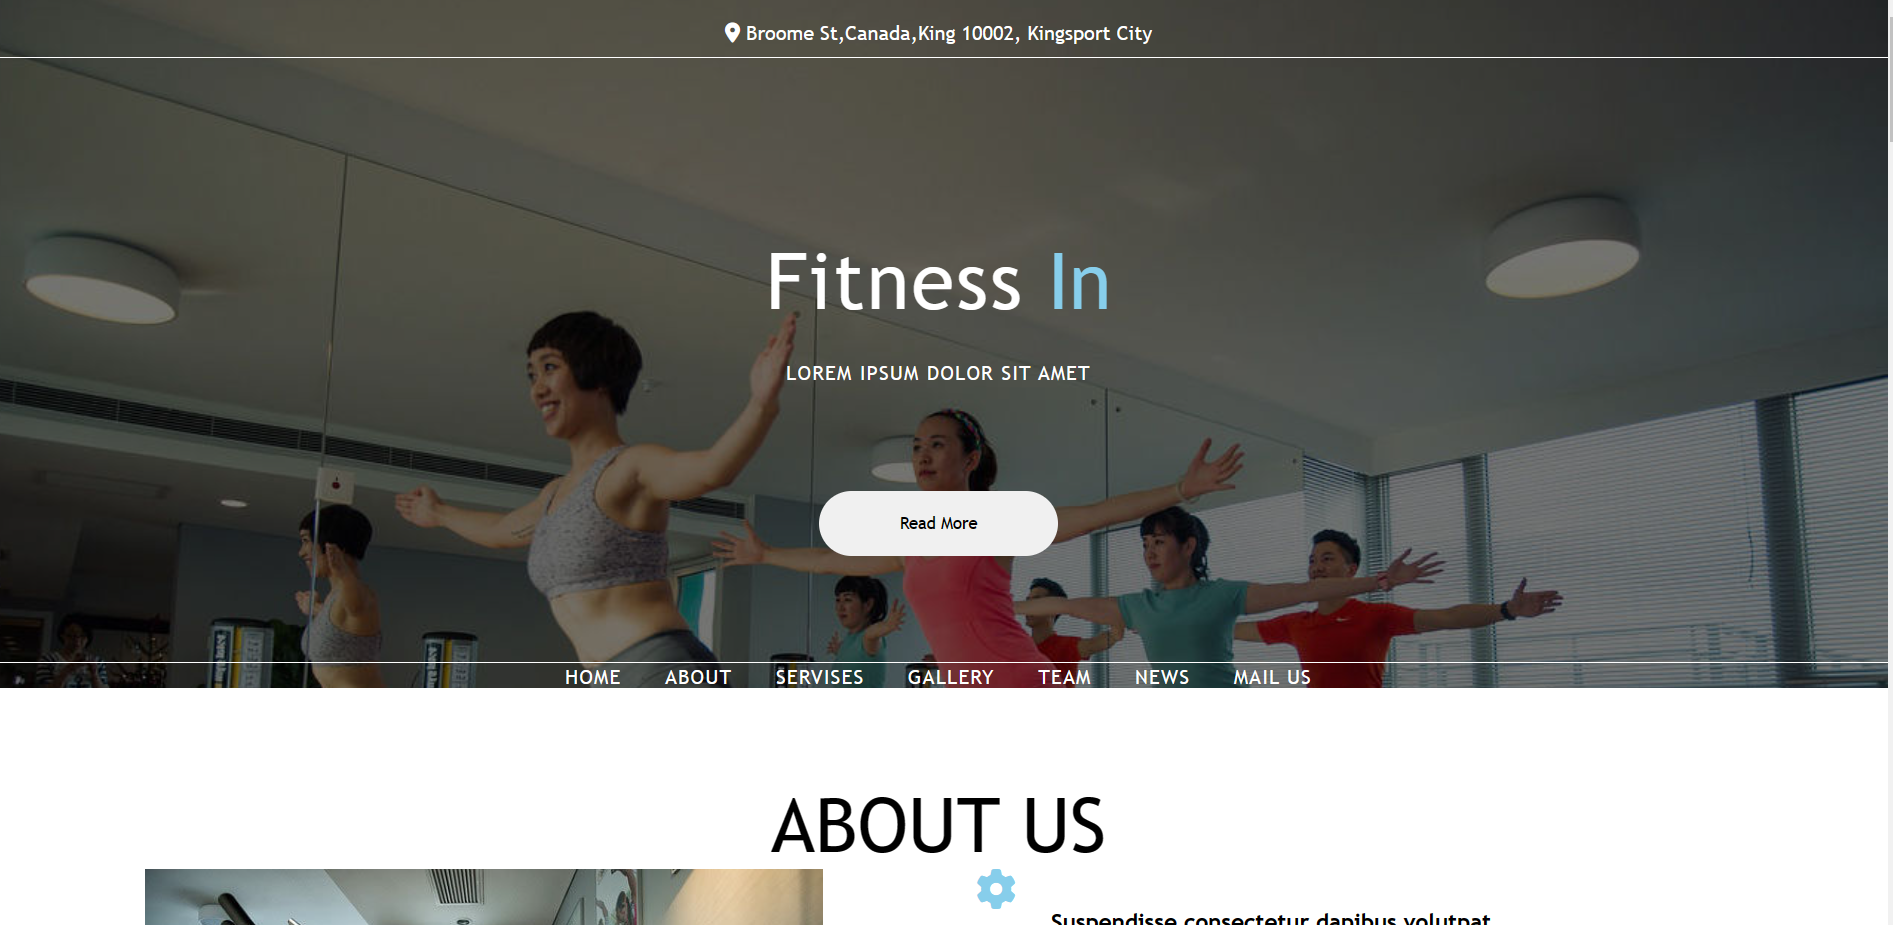 Broome St,Canada,King 10002, Kingsport City
Fitness In
LOREM IPSUM DOLOR SIT AMET
Read More
HOME ABOUT SERVISES GALLERY TEAM NEWS MAIL US
ABOUT US
Suspendisse consectetur dapibus volutpat